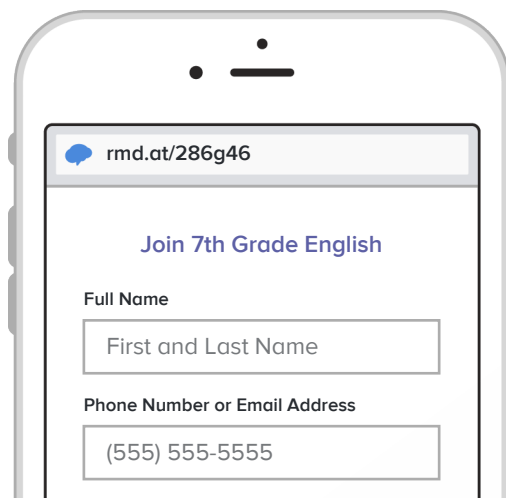 rmd.at/286g46
Join 7th Grade English
Full Name
First and Last Name
Phone Number or Email Address
(555) 555-5555